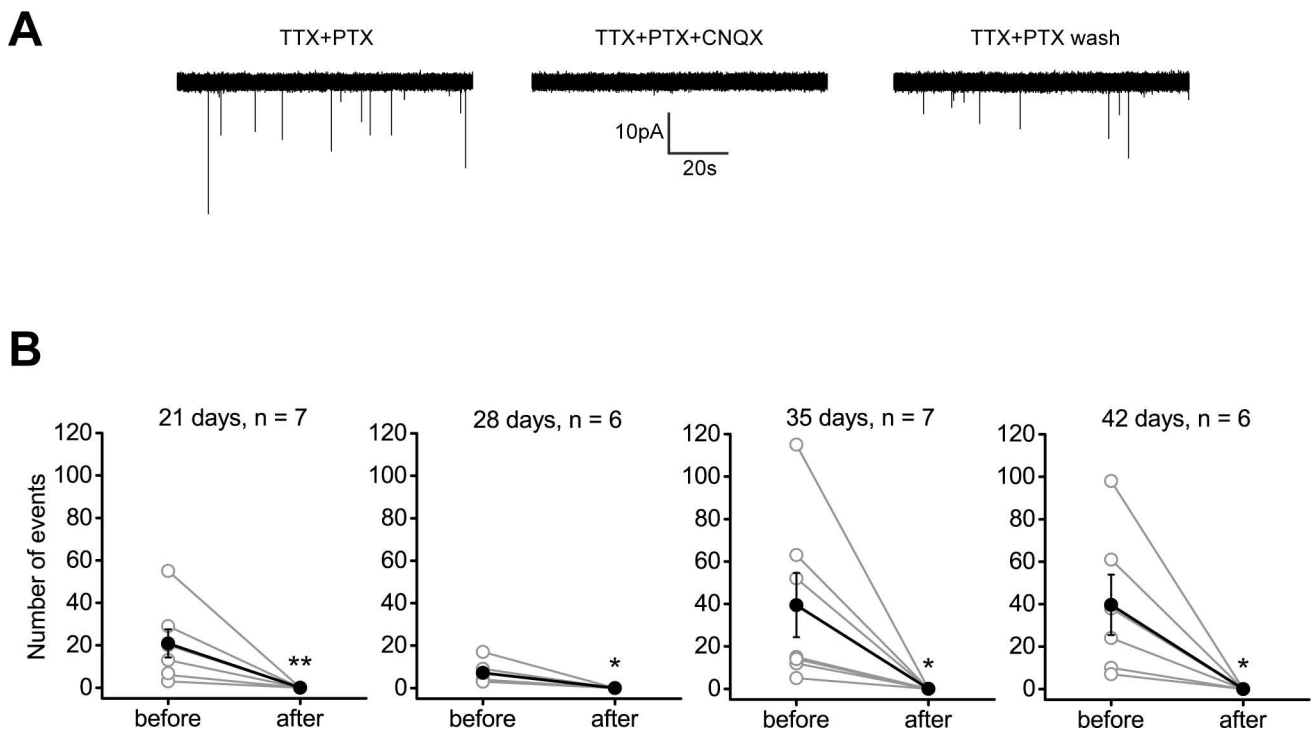 A
TTX+PTX
TTX+PTX+CNQX
TTX+PTX wash
10pA
20s
B
21 days, n = 7
28 days, n = 6
35 days, n = 7
42 days, n = 6
Number of events
120
100
80
60
40
20
0
**
before
after
120
100
80
60
40
20
0
*
before
after
120
100
80
60
40
20
0
*
before
after
120
100
80
60
40
20
0
*
before
after